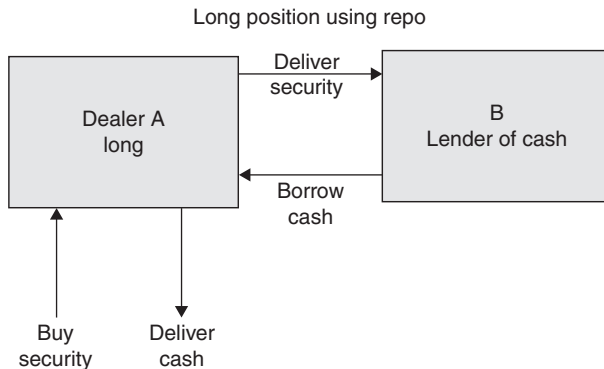 Long position using repo
Deliver
security
Dealer A
long
B
Lender of cash
Borrow
cash
Buy
security
Deliver
cash